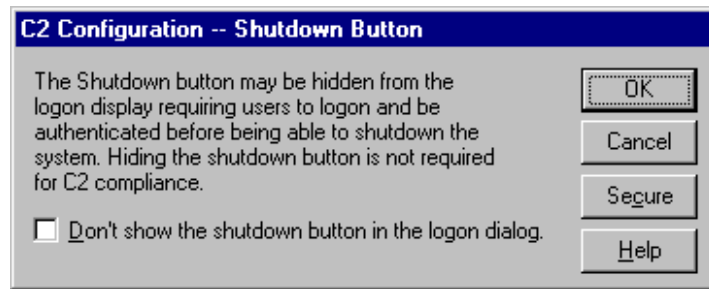 C2 Configuration -- Shutdown Button
The Shutdown button may be hidden from the
logon display requiring users to logon and be
authenticated before being able to shutdown the
system. Hiding the shutdown button is not required
for C2 compliance.
Don't show the shutdown button in the logon dialog.
OK
Cancel
Secure
Help